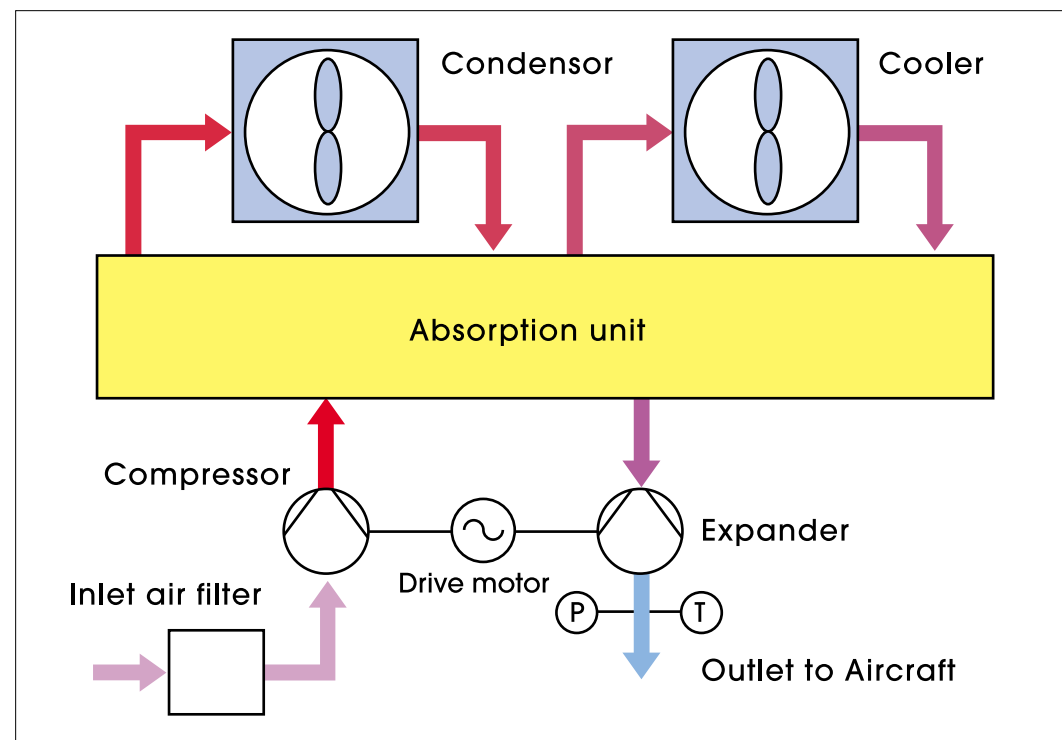 Condensor
Cooler
Absorption unit
Compressor
Expander
Drive motor
Inlet air filter
P
T
Outlet to Aircraft